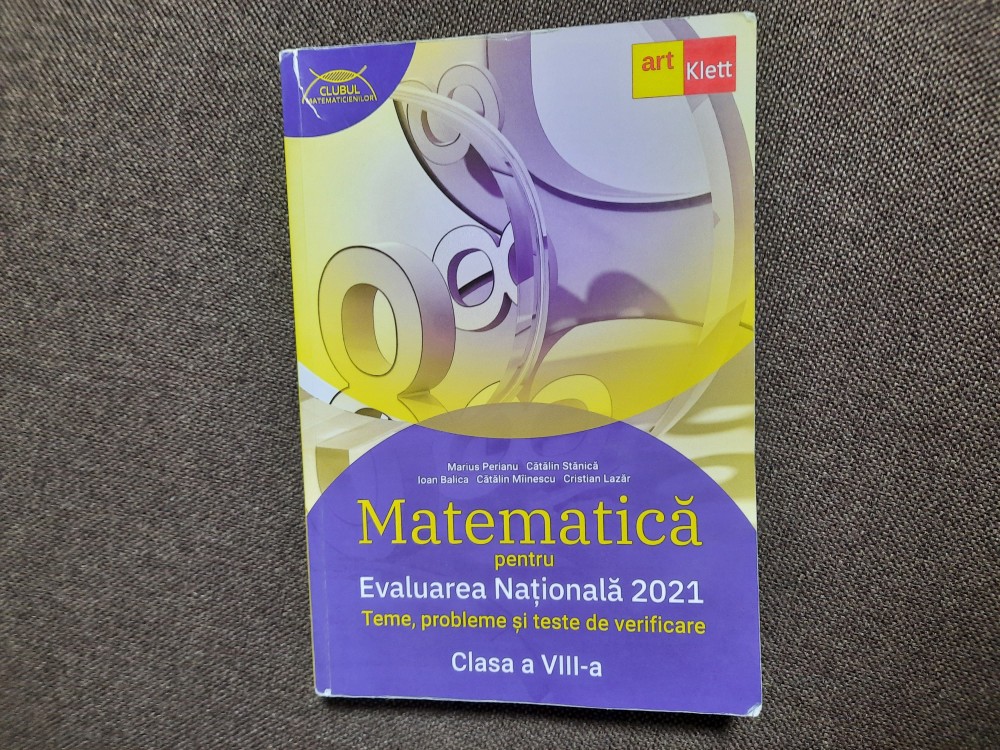 CLUBUL
MATEMATICIENILOR
art
Klett
Marius Perianu Cătălin Stănică
Ioan Balica Cătălin Mîinescu Cristian Lazăr
Matematică
pentru
Evaluarea Națională 2021
Teme, probleme și teste de verificare
Clasa a VIII-a